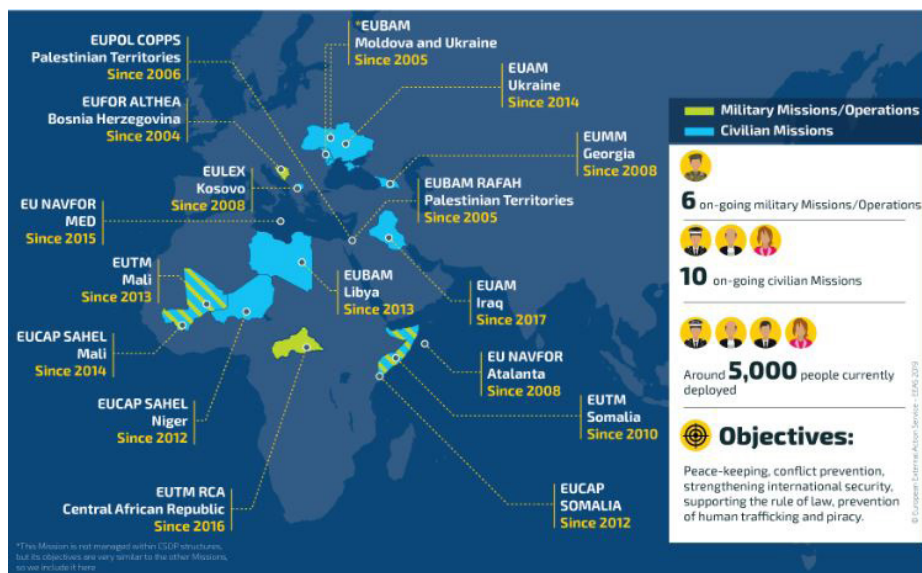 EUPOL COPPS
Palestinian Territories
Since 2006
EUFOR ALTHEA
Bosnia Herzegovina
Since 2004
EULEX
Kosovo
Since 2008
EU NAVFOR
MED
Since 2015
EUTM
Mali
Since 2013
EUCAP SAHEL
Mali
Since 2014
EUCAP SAHEL
Niger
Since 2012
EUTM RCA
Central African Republic
Since 2016
*EUBAM
Moldova and Ukraine
Since 2005
EUAM
Ukraine
Since 2014
EUMM
Georgia
Since 2008
EUBAM RAFAH
Palestinian Territories
Since 2005
EUBAM
Libya
Since 2013
EUAM
Iraq
Since 2017
EU NAVFOR
Atalanta
Since 2008
EUTM
Somalia
Since 2010
EUCAP
SOMALIA
Since 2012
*This Mission is not managed within CSDP structures,
but its objectives are very similar to the other Missions,
so we include it here
Military Missions/Operations
Civilian Missions
6 on-going military Missions/Operations
10 on-going civilian Missions
Around 5,000 people currently
deployed
Objectives:
Peace-keeping, conflict prevention,
strengthening international security,
supporting the rule of law, prevention
of human trafficking and piracy.
© European External Action Service - EEAS 2019